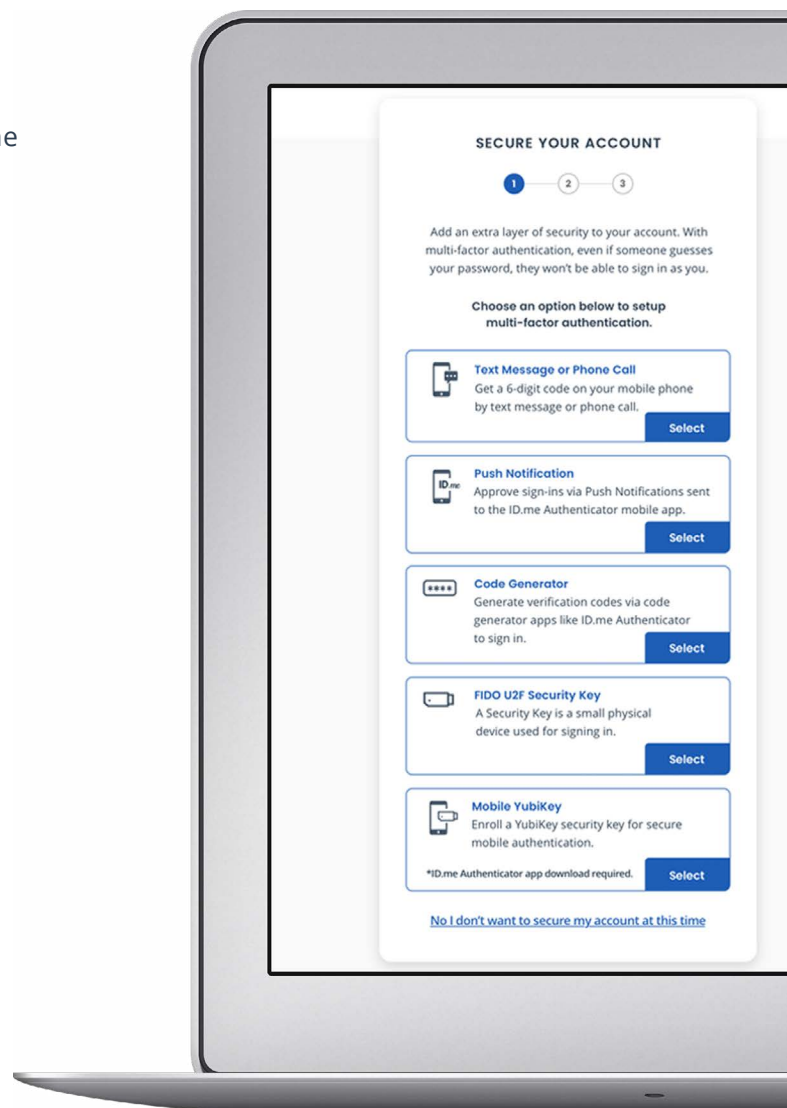 SECURE YOUR ACCOUNT
1 2 3
Add an extra layer of security to your account. With
multi-factor authentication, even if someone guesses
your password, they won't be able to sign in as you.
Choose an option below to setup
multi-factor authentication.
Text Message or Phone Call
Get a 6-digit code on your mobile phone
by text message or phone call.
Select
Push Notification
ID.me
Approve sign-ins via Push Notifications sent
to the ID.me Authenticator mobile app.
Select
****
Code Generator
Generate verification codes via code
generator apps like ID.me Authenticator
to sign in.
Select
FIDO U2F Security Key
A Security Key is a small physical
device used for signing in.
Select
Mobile YubiKey
Enroll a YubiKey security key for secure
mobile authentication.
*ID.me Authenticator app download required.
Select
No I don't want to secure my account at this time